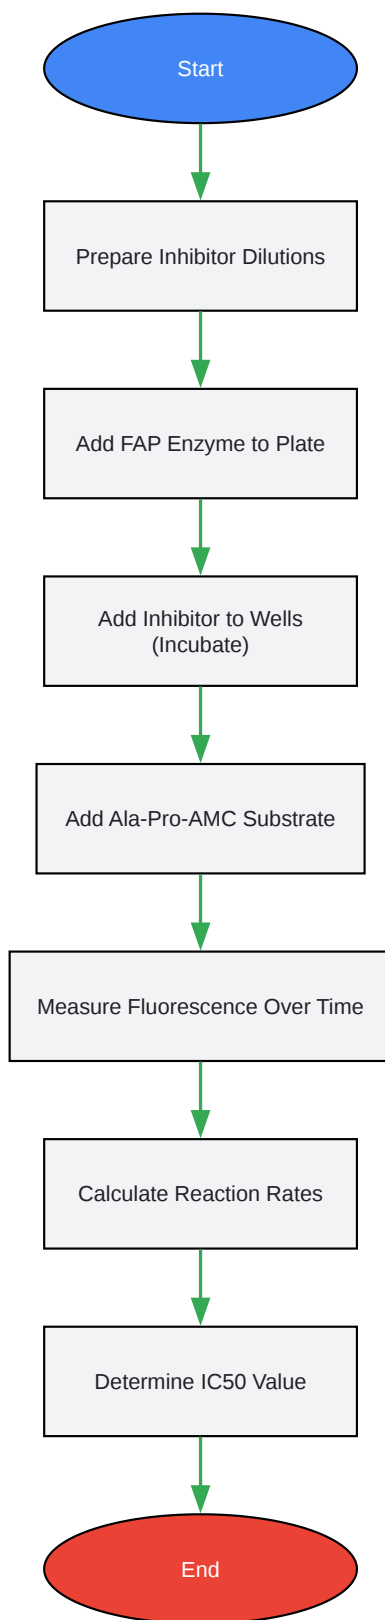 Start
Prepare Inhibitor Dilutions
Add FAP Enzyme to Plate
Add Inhibitor to Wells
(Incubate)
Add Ala-Pro-AMC Substrate
Measure Fluorescence Over Time
Calculate Reaction Rates
Determine IC50 Value
End